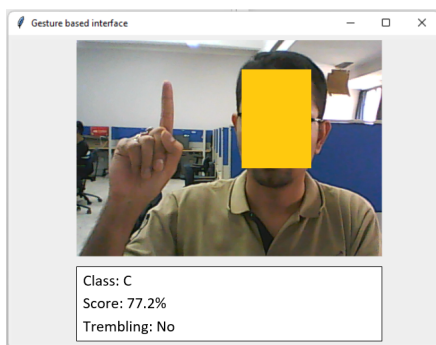 Gesture based interface
Class: C
Score: 77.2%
Trembling: No